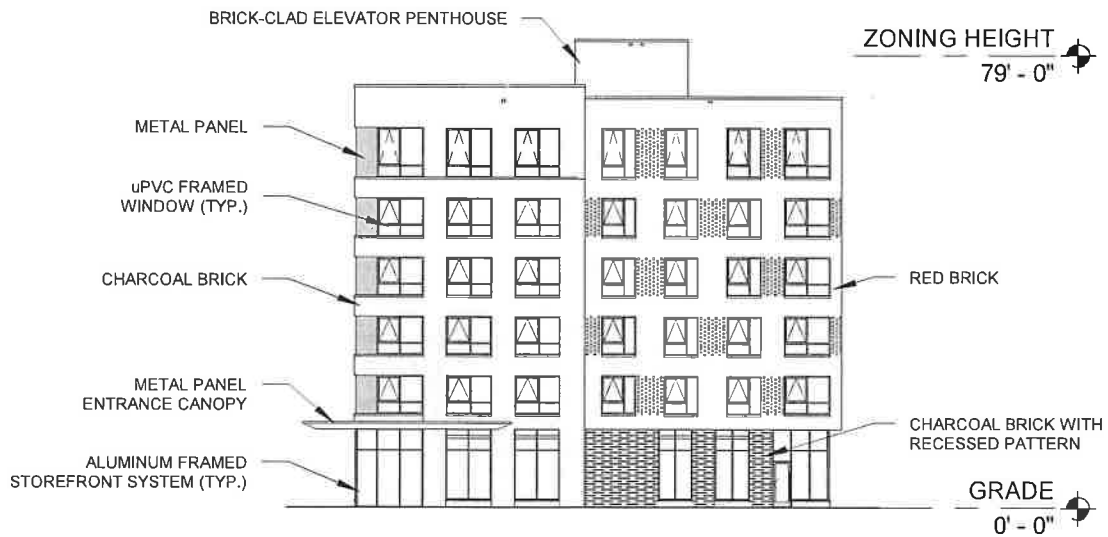 BRICK-CLAD ELEVATOR PENTHOUSE
ZONING HEIGHT
79' - 0"
METAL PANEL
uPVC FRAMED
WINDOW (TYP.)
CHARCOAL BRICK
RED BRICK
METAL PANEL
ENTRANCE CANOPY
CHARCOAL BRICK WITH
RECESSED PATTERN
ALUMINUM FRAMED
STOREFRONT SYSTEM (TYP.)
GRADE
0' - 0"